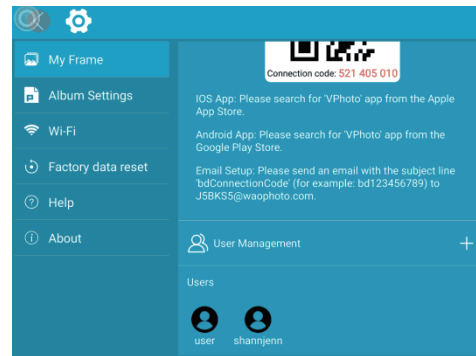 My Frame
Album Settings
Wi-Fi
Factory data reset
Help
About
Connection code: 521 405 010
IOS App: Please search for 'VPhoto' app from the Apple
App Store.
Android App: Please search for 'VPhoto' app from the
Google Play Store.
Email Setup: Please send an email with the subject line
'bdConnectionCode' (for example: bd123456789) to
J5BKS5@waophoto.com.
User Management
Users
user shannjenn